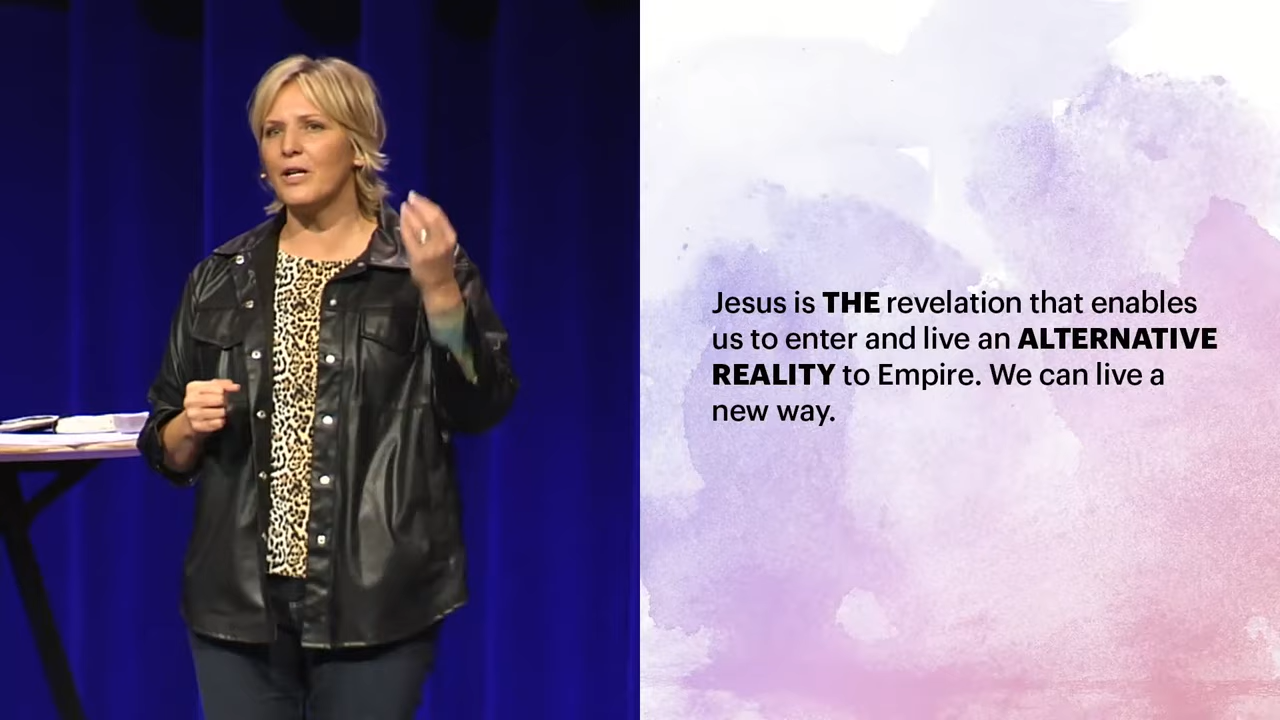 Jesus is THE revelation that enables
us to enter and live an ALTERNATIVE
REALITY to Empire. We can live a
new way.